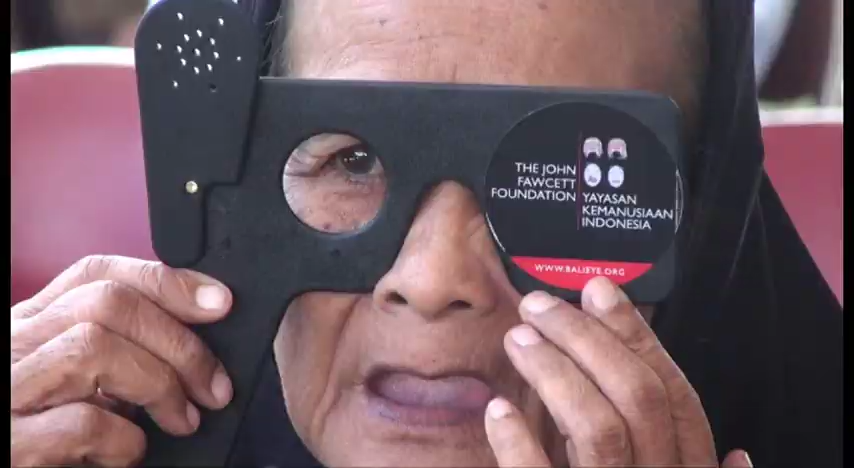 THE JOHN
FAWCETT
FOUNDATION
YAYASAN
KEMANUSIAAN
INDONESIA
WWW.BALIEYE.ORG